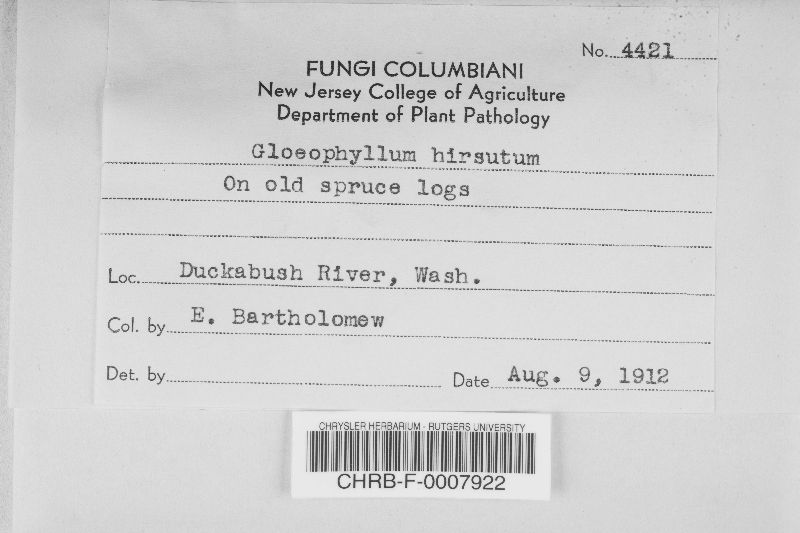 No. 4421
FUNGI COLUMBIANI
New Jersey College of Agriculture
Department of Plant Pathology
Gloeophyllum hirsutum
On old spruce logs
Loc. Duckabush River, Wash.
Col. by E. Bartholomew
Det. by
Date Aug. 9, 1912
CHRYSLER HERBARIUM - RUTGERS UNIVERSITY
CHRB-F-0007922